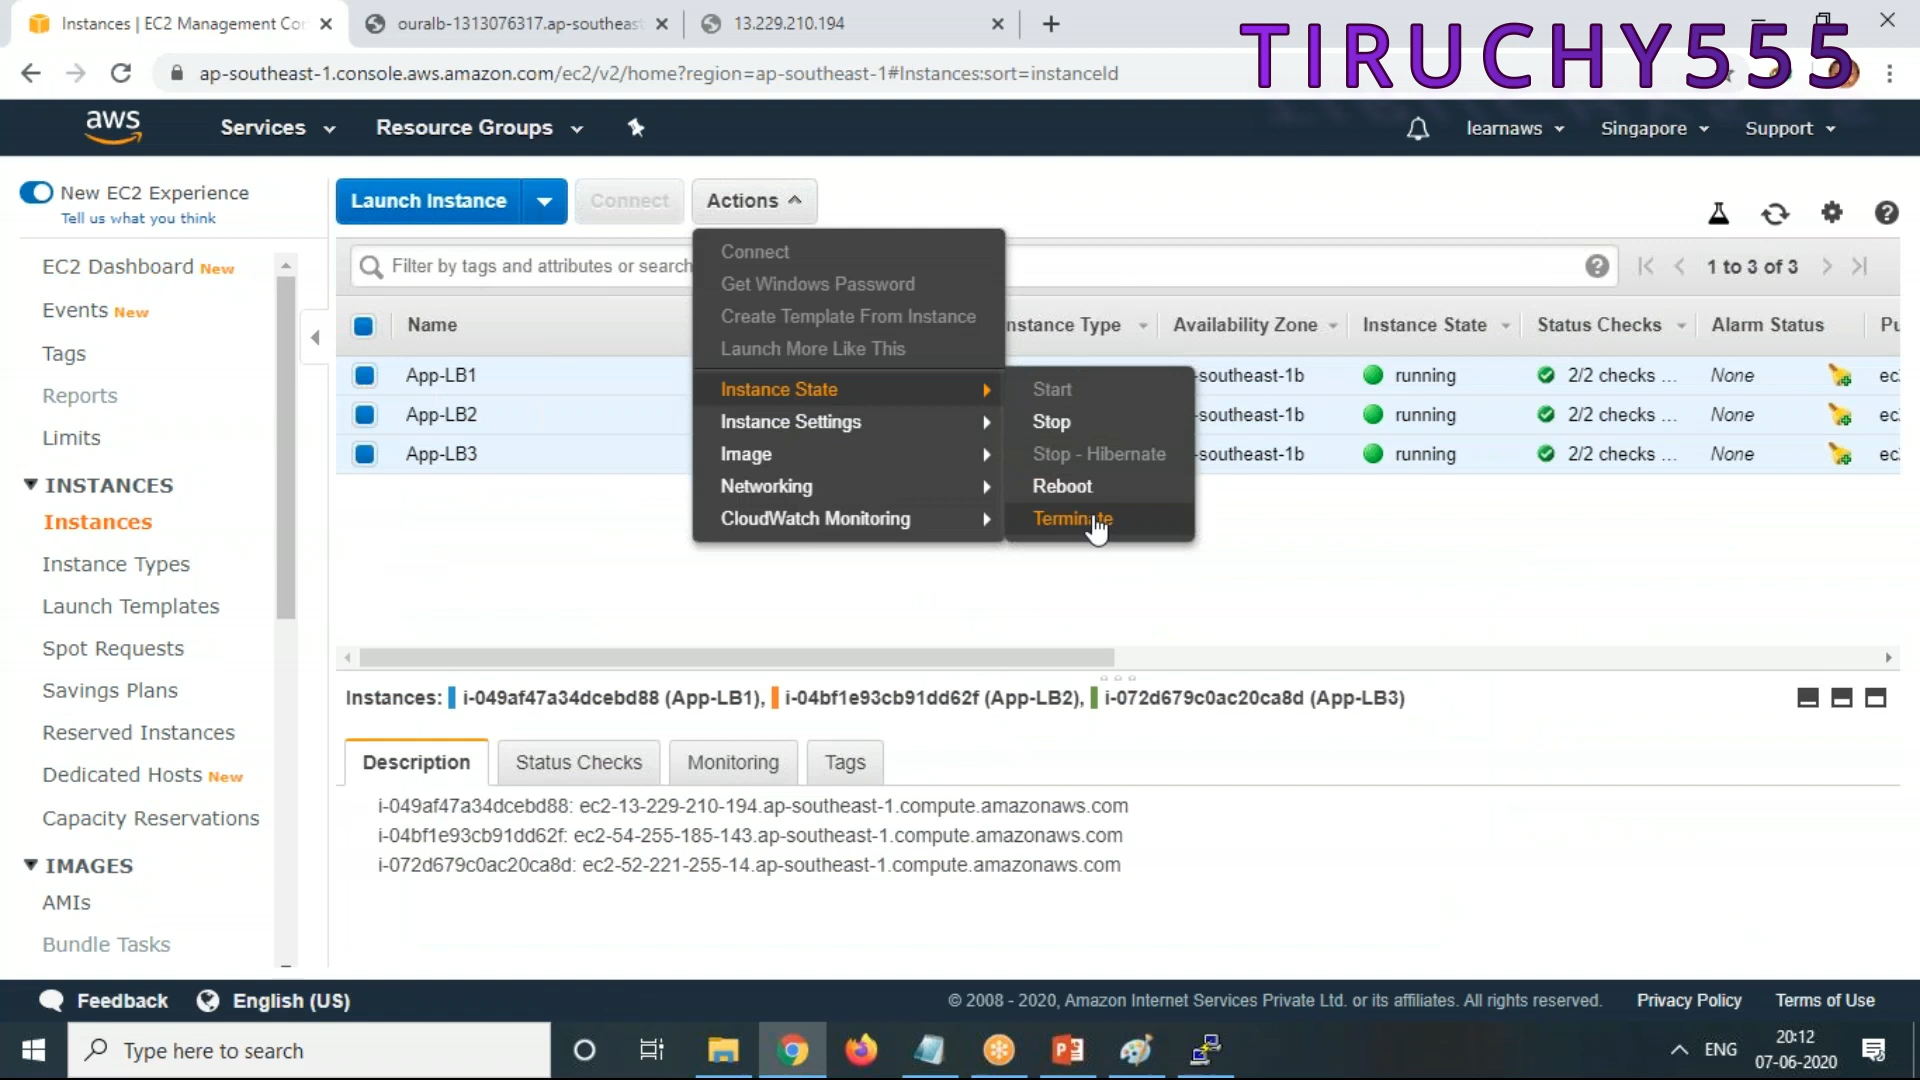 Instances | EC2 Management Con
ouralb-1313076317.ap-southeast
13.229.210.194
TIRUCHY555
ap-southeast-1.console.aws.amazon.com/ec2/v2/home?region=ap-southeast-1#Instances:sort=instanceId
aws
Services
Resource Groups
learnaws
Singapore
Support
New EC2 Experience
Tell us what you think
Launch Instance
Connect
Actions
EC2 Dashboard New
Events New
Tags
Reports
Limits
INSTANCES
Instances
Instance Types
Launch Templates
Spot Requests
Savings Plans
Reserved Instances
Dedicated Hosts New
Capacity Reservations
IMAGES
AMIs
Bundle Tasks
Filter by tags and attributes or search
1 to 3 of 3
Connect
Get Windows Password
Create Template From Instance
Launch More Like This
Instance State
Instance Settings
Image
Networking
CloudWatch Monitoring
Start
Stop
Stop - Hibernate
Reboot
Terminate
Name nstance Type Availability Zone Instance State Status Checks Alarm Status Pu
App-LB1 -southeast-1b running 2/2 checks ... None ec
App-LB2 running 2/2 checks ... None ec
App-LB3 -southeast-1b running 2/2 checks ... None ec
Instances: i-049af47a34dcebd88 (App-LB1), i-04bf1e93cb91dd62f (App-LB2), i-072d679c0ac20ca8d (App-LB3)
Description
Status Checks
Monitoring
Tags
i-049af47a34dcebd88: ec2-13-229-210-194.ap-southeast-1.compute.amazonaws.com
i-04bf1e93cb91dd62f: ec2-54-255-185-143.ap-southeast-1.compute.amazonaws.com
i-072d679c0ac20ca8d: ec2-52-221-255-14.ap-southeast-1.compute.amazonaws.com
Feedback
English (US)
© 2008 - 2020, Amazon Internet Services Private Ltd. or its affiliates. All rights reserved.
Privacy Policy
Terms of Use
Type here to search
ENG
20:12
07-06-2020